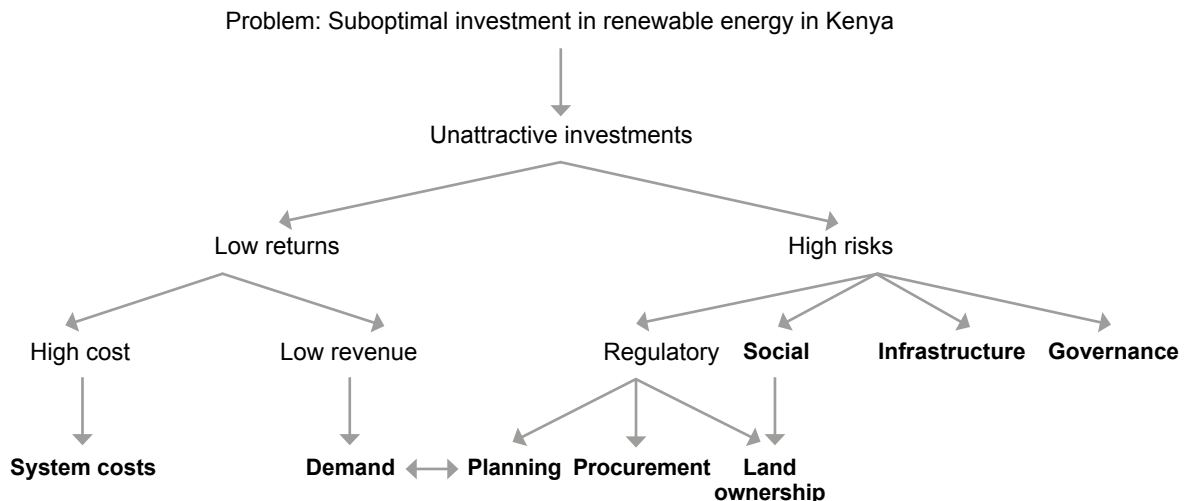 Problem: Suboptimal investment in renewable energy in Kenya
Unattractive investments
Low returns
High risks
High cost
Low revenue
Regulatory
Social
Infrastructure
Governance
System costs
Demand
Planning
Procurement
Land
ownership